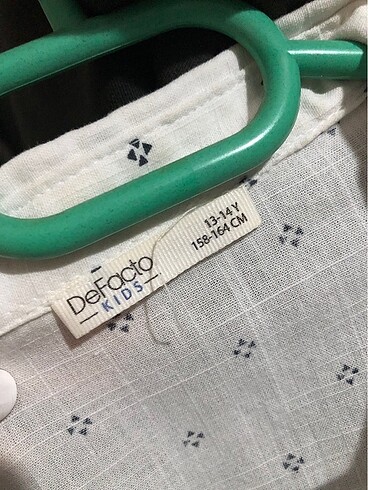 DeFacto
KIDS
13-14 Y
158-164 CM